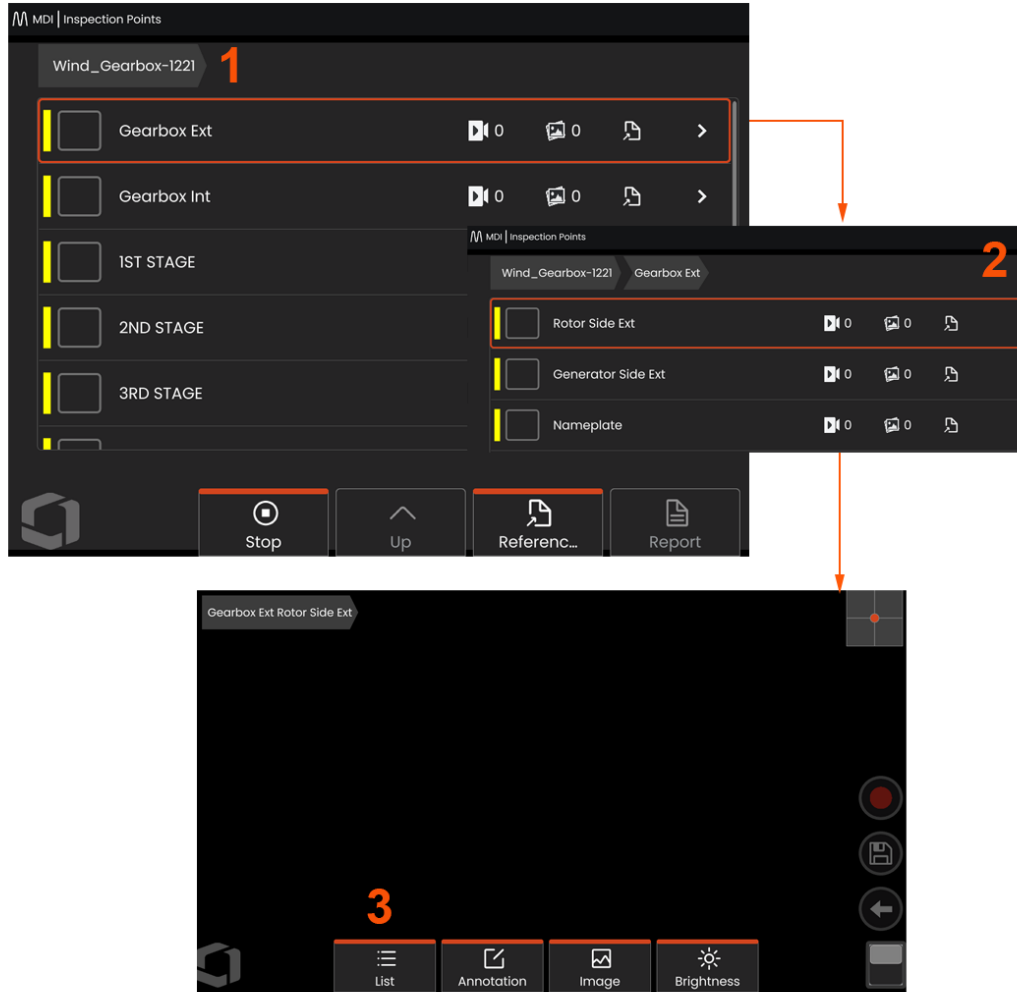 MDI | Inspection Points
Wind_Gearbox-1221
1
Gearbox Ext 0 0
Gearbox Int 0 0
1ST STAGE
2ND STAGE
3RD STAGE
Stop
Up
Referenc...
Report
MDI | Inspection Points
2
Wind_Gearbox-1221 Gearbox Ext
Rotor Side Ext 0 0
Generator Side Ext 0 0
Nameplate 0 0
Gearbox Ext Rotor Side Ext
3
List
Annotation
Image
Brightness